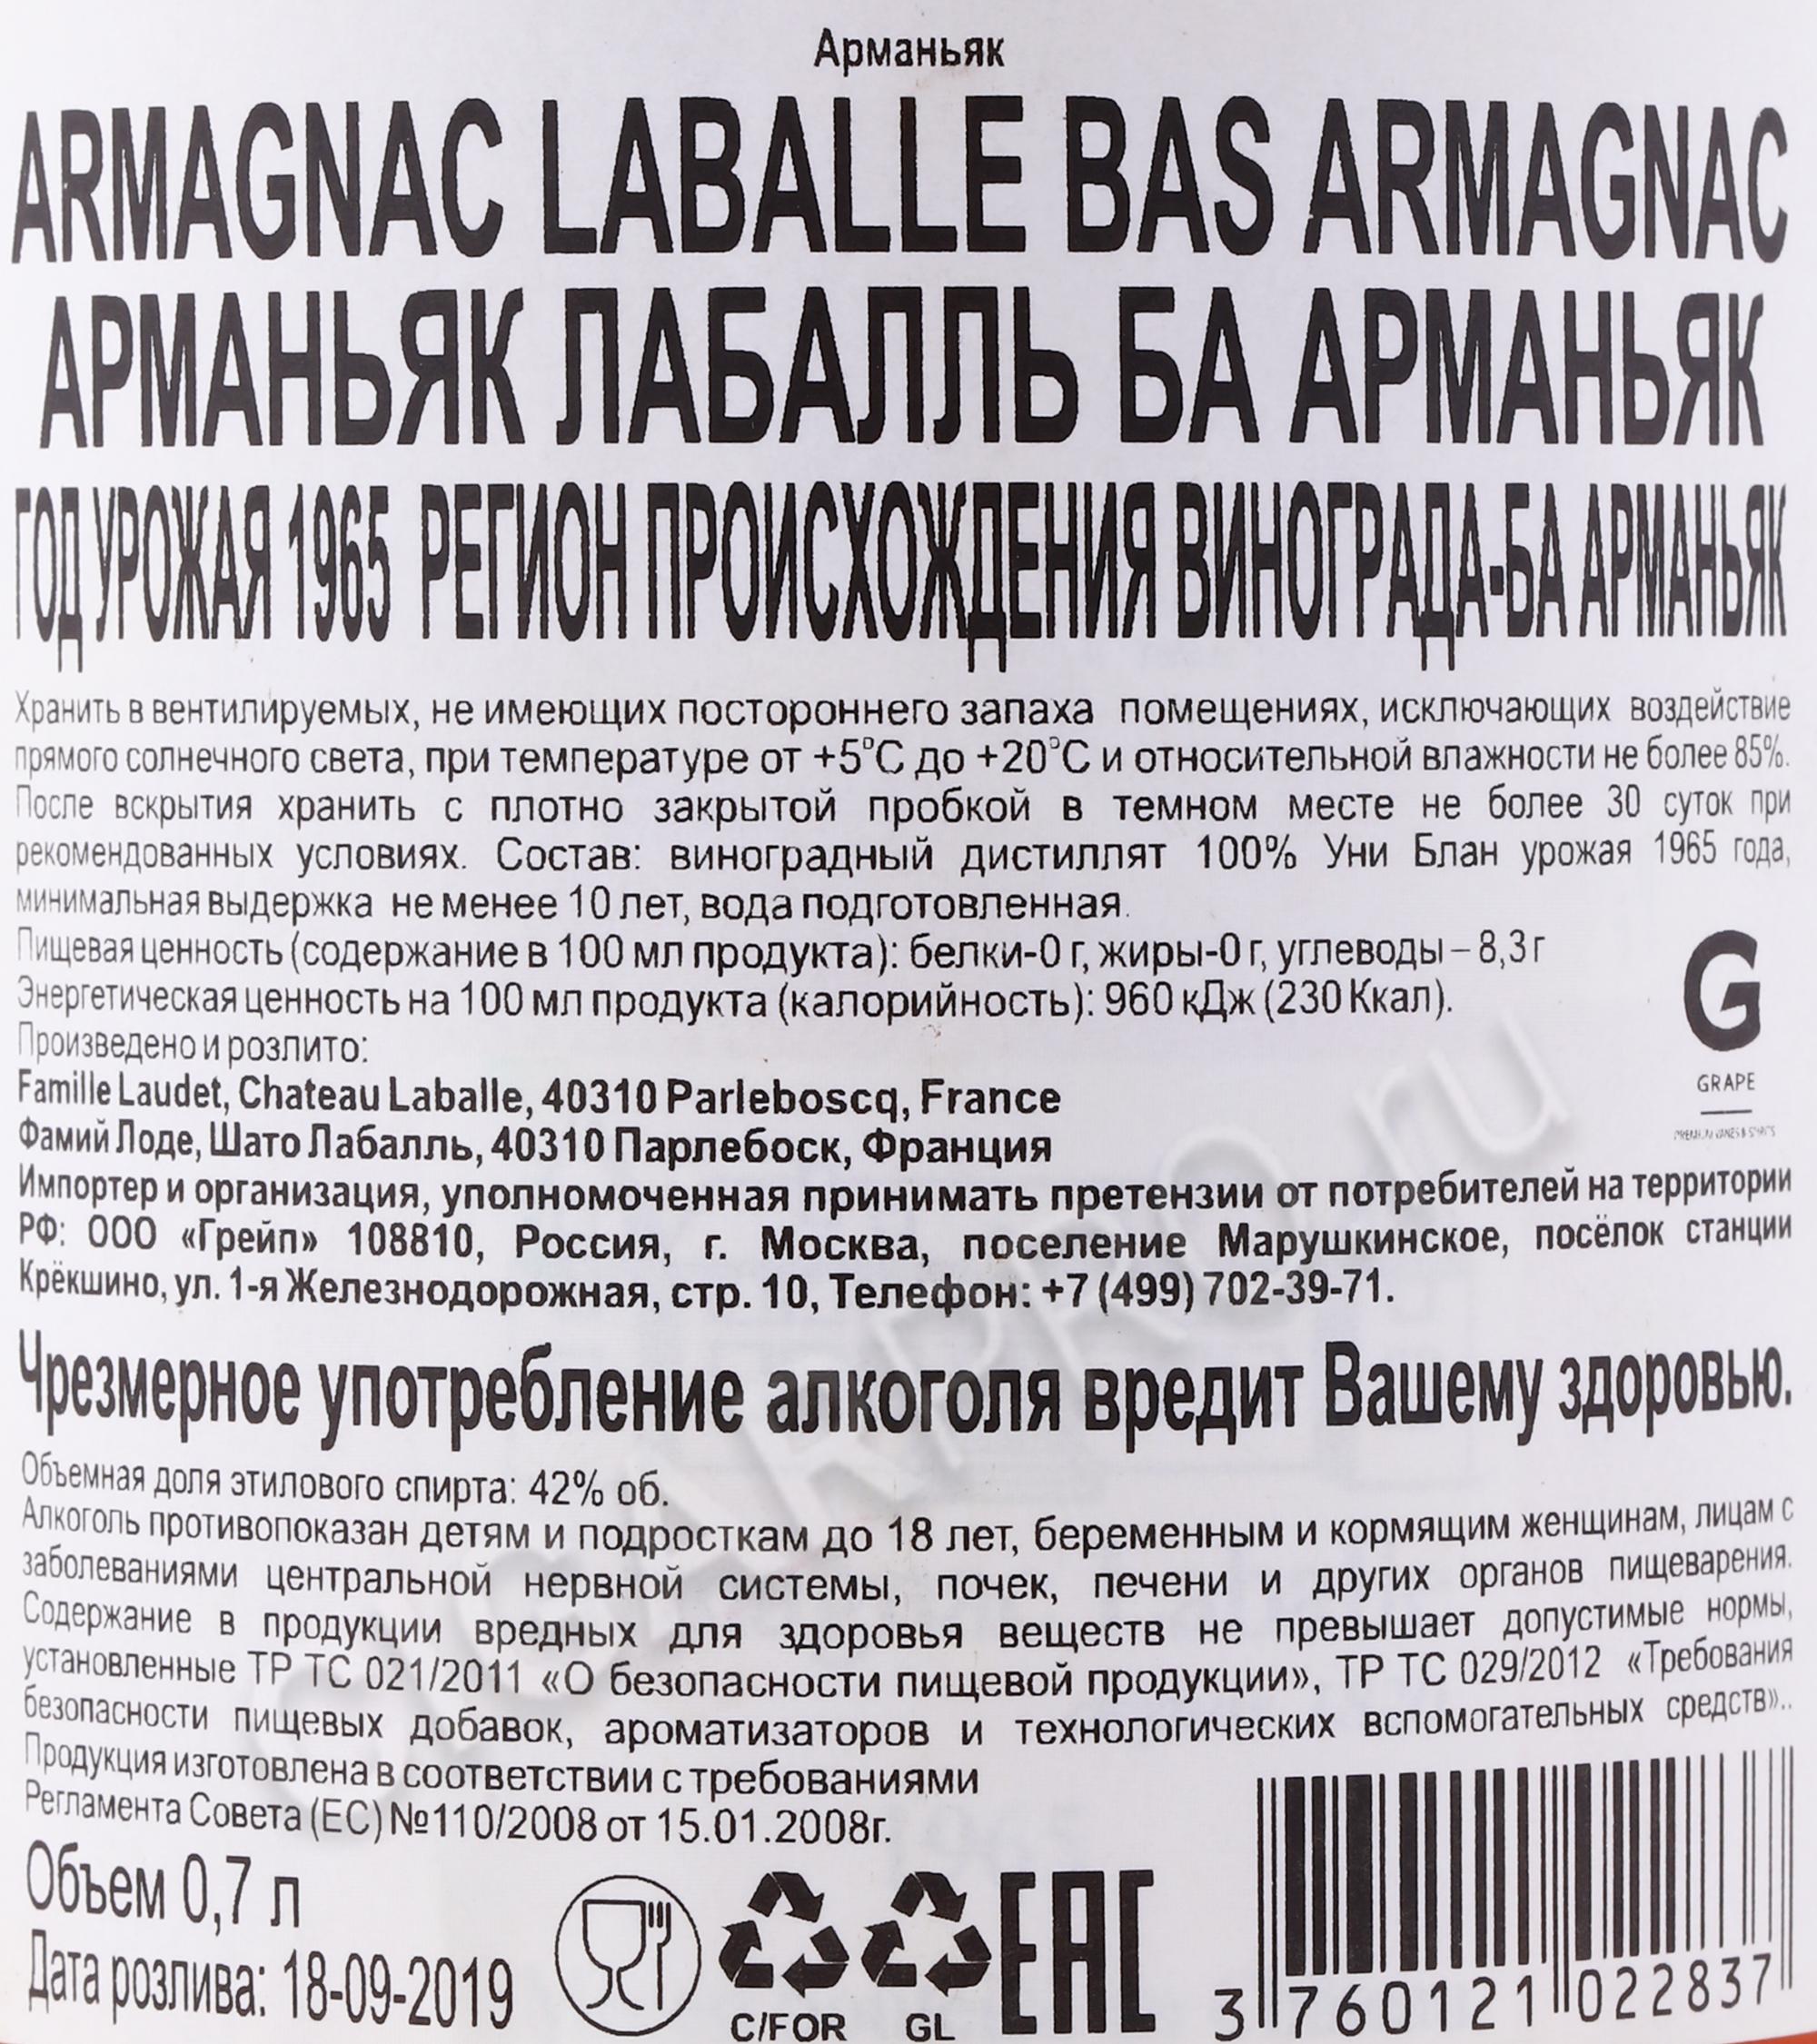 Арманьяк
ARMAGNAC LABALLE BAS ARMAGNAC
АРМАНЬЯК ЛАБАЛЛЬ БА АРМАНЬЯК
ГОД УРОЖАЯ 1965 РЕГИОН ПРОИСХОЖДЕНИЯ ВИНОГРАДА-БА АРМАНЬЯК
Хранить в вентилируемых, не имеющих постороннего запаха помещениях, исключающих воздействие
прямого солнечного света, при температуре от +5°С до +20°С и относительной влажности не более 85%.
После вскрытия хранить с плотно закрытой пробкой в темном месте не более 30 суток при
рекомендованных условиях. Состав: виноградный дистиллят 100% Уни Блан урожая 1965 года,
минимальная выдержка не менее 10 лет, вода подготовленная.
Пищевая ценность (содержание в 100 мл продукта): белки-0 г, жиры-0 г, углеводы – 8,3 г
Энергетическая ценность на 100 мл продукта (калорийность): 960 кДж (230 Ккал).
Произведено и розлито:
Famille Laudet, Chateau Laballe, 40310 Parleboscq, France
Фамий Лоде, Шато Лабалль, 40310 Парлебоск, Франция
G
GRAPE
PREMIUM WINES & SPIRITS
Импортер и организация, уполномоченная принимать претензии от потребителей на территории
РФ: ООО «Грейп» 108810, Россия, г. Москва, поселение Марушкинское, посёлок станции
Крёкшино, ул. 1-я Железнодорожная, стр. 10, Телефон: +7 (499) 702-39-71.
Чрезмерное употребление алкоголя вредит Вашему здоровью.
Объемная доля этилового спирта: 42% об.
Алкоголь противопоказан детям и подросткам до 18 лет, беременным и кормящим женщинам, лицам с
заболеваниями центральной нервной системы, почек, печени и других органов пищеварения.
Содержание в продукции вредных для здоровья веществ не превышает допустимые нормы,
установленные ТР ТС 021/2011 «О безопасности пищевой продукции», ТР ТС 029/2012 «Требования
безопасности пищевых добавок, ароматизаторов и технологических вспомогательных средств»..
Продукция изготовлена в соответствии с требованиями
Регламента Совета (ЕС) №110/2008 от 15.01.2008г.
Объем 0,7 л
Дата розлива: 18-09-2019
C/FOR GL
EAC
3 760121 022837
CIGARPRO.ru